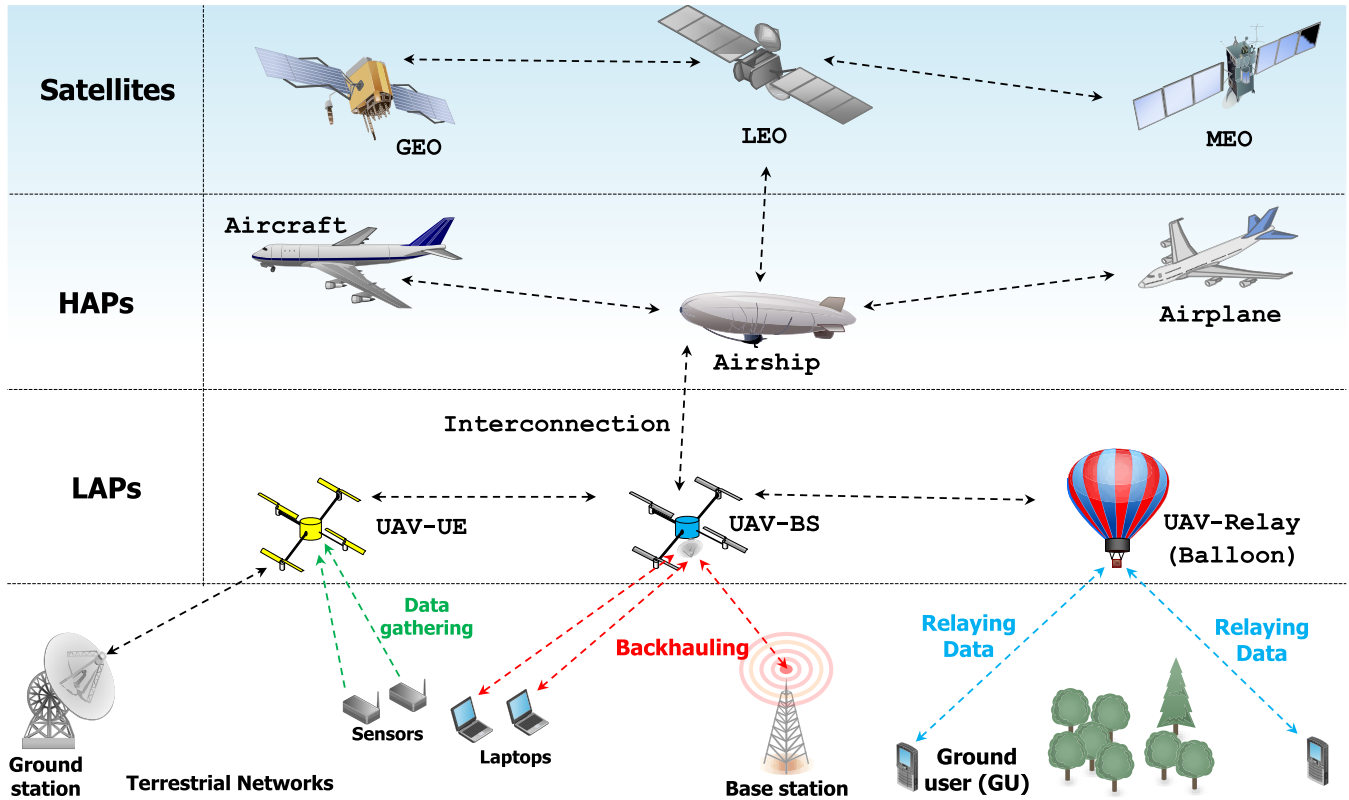 Satellites
GEO
LEO
MEO
HAPs
Aircraft
Airship
Airplane
LAPs
Interconnection
UAV-UE
UAV-BS
UAV-Relay
(Balloon)
Data
gathering
Backhauling
Relaying
Data
Relaying
Data
Ground
station
Terrestrial Networks
Sensors
Laptops
Base station
Ground
user (GU)